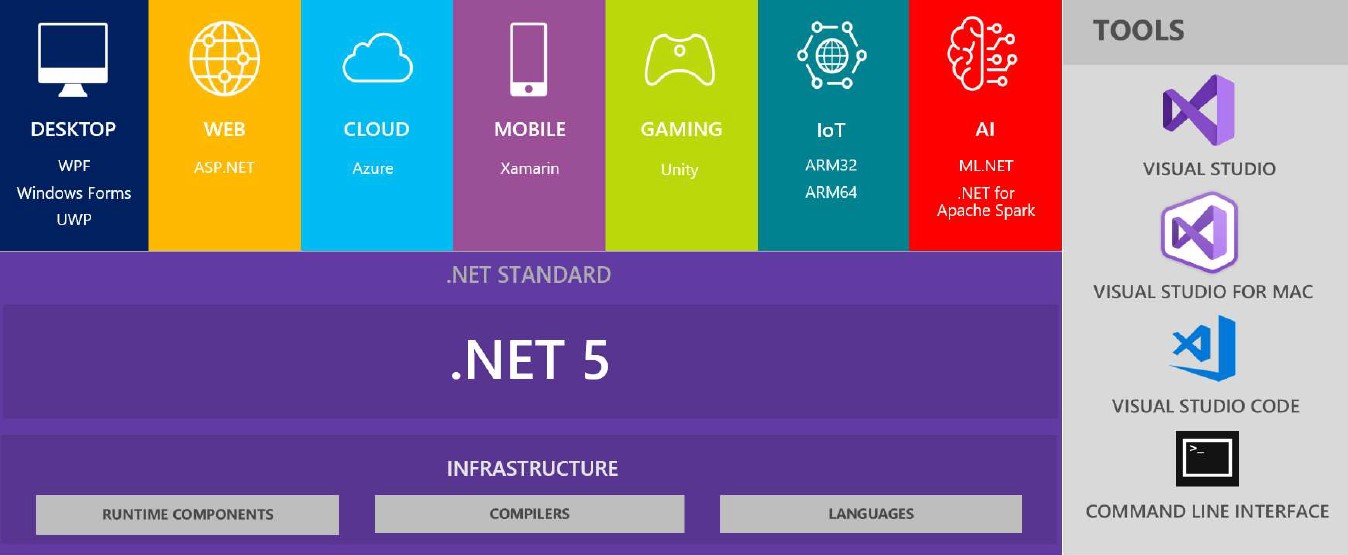 DESKTOP
WPF
Windows Forms
UWP
WEB
ASP.NET
CLOUD
Azure
MOBILE
Xamarin
GAMING
Unity
IoT
ARM32
ARM64
AI
ML.NET
.NET for
Apache Spark
.NET STANDARD
.NET 5
INFRASTRUCTURE
RUNTIME COMPONENTS
COMPILERS
LANGUAGES
TOOLS
VISUAL STUDIO
VISUAL STUDIO FOR MAC
VISUAL STUDIO CODE
>_
COMMAND LINE INTERFACE